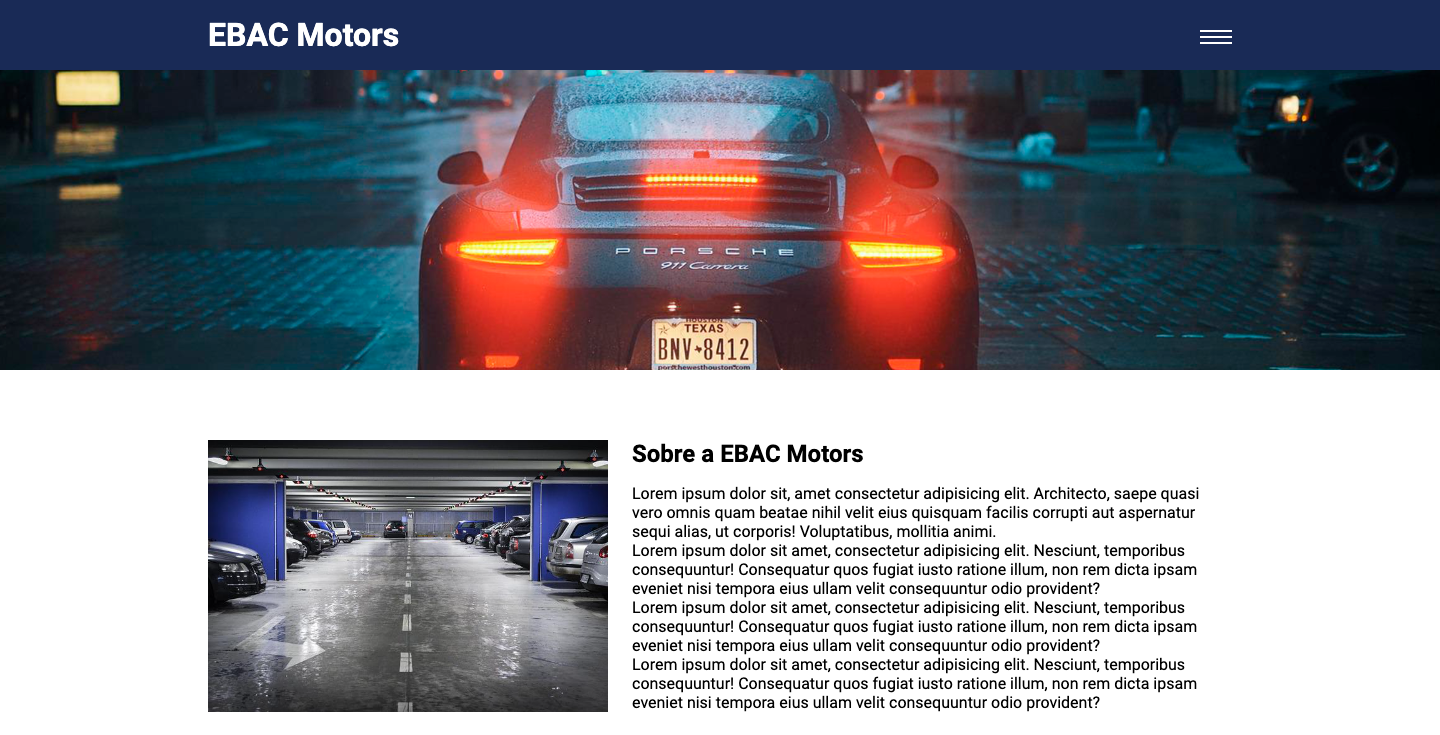 EBAC Motors
PORSCHE
911 Carrera
HOUSTON
TEXAS
BNV★8412
porschewesthouston.com
Sobre a EBAC Motors
Lorem ipsum dolor sit, amet consectetur adipisicing elit. Architecto, saepe quasi
vero omnis quam beatae nihil velit eius quisquam facilis corrupti aut aspernatur
sequi alias, ut corporis! Voluptatibus, mollitia animi.
Lorem ipsum dolor sit amet, consectetur adipisicing elit. Nesciunt, temporibus
consequuntur! Consequatur quos fugiat iusto ratione illum, non rem dicta ipsam
eveniet nisi tempora eius ullam velit consequuntur odio provident?
Lorem ipsum dolor sit amet, consectetur adipisicing elit. Nesciunt, temporibus
consequuntur! Consequatur quos fugiat iusto ratione illum, non rem dicta ipsam
eveniet nisi tempora eius ullam velit consequuntur odio provident?
Lorem ipsum dolor sit amet, consectetur adipisicing elit. Nesciunt, temporibus
consequuntur! Consequatur quos fugiat iusto ratione illum, non rem dicta ipsam
eveniet nisi tempora eius ullam velit consequuntur odio provident?